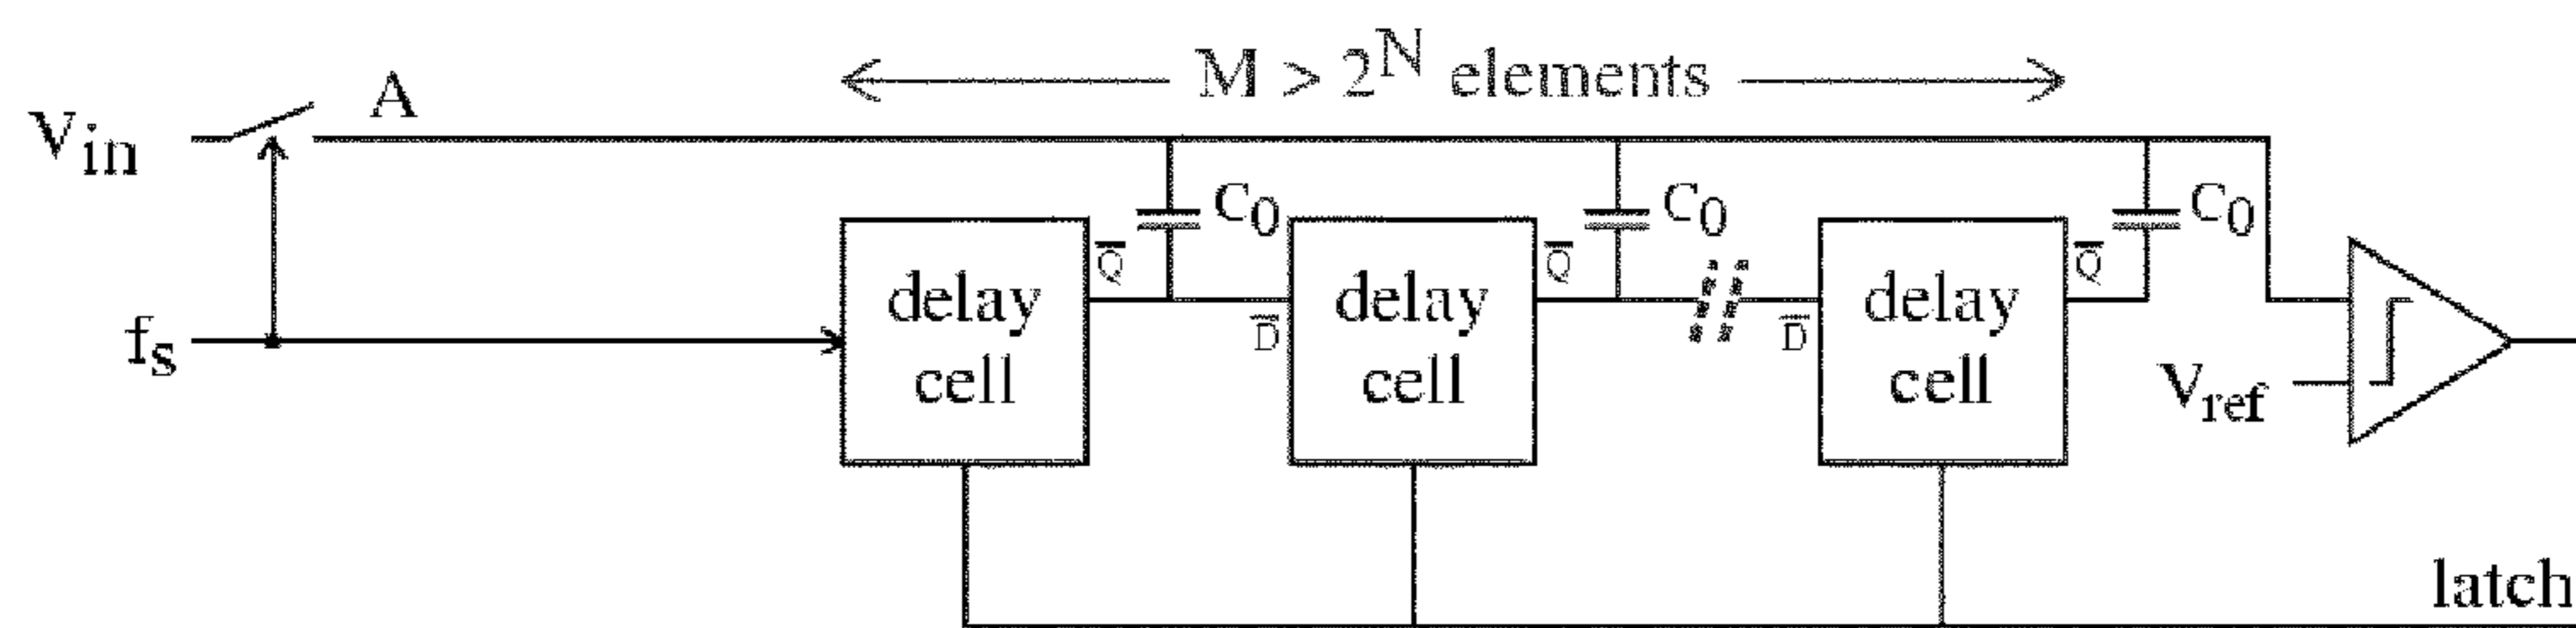 M > 2^N elements
V_in A
C_0 C_0 C_0
Q̅ Q̅ Q̅
delay cell delay cell delay cell
D̅ D̅
f_s
V_ref
latch